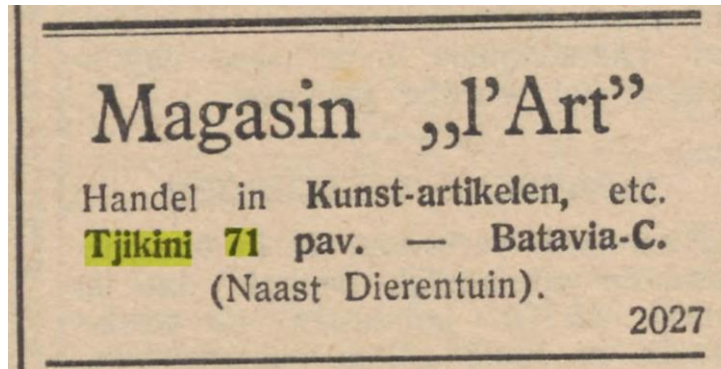 Magasin „l’Art”
Handel in Kunst-artikelen, etc.
Tjikini 71 pav. — Batavia-C.
(Naast Dierentuin).
2027